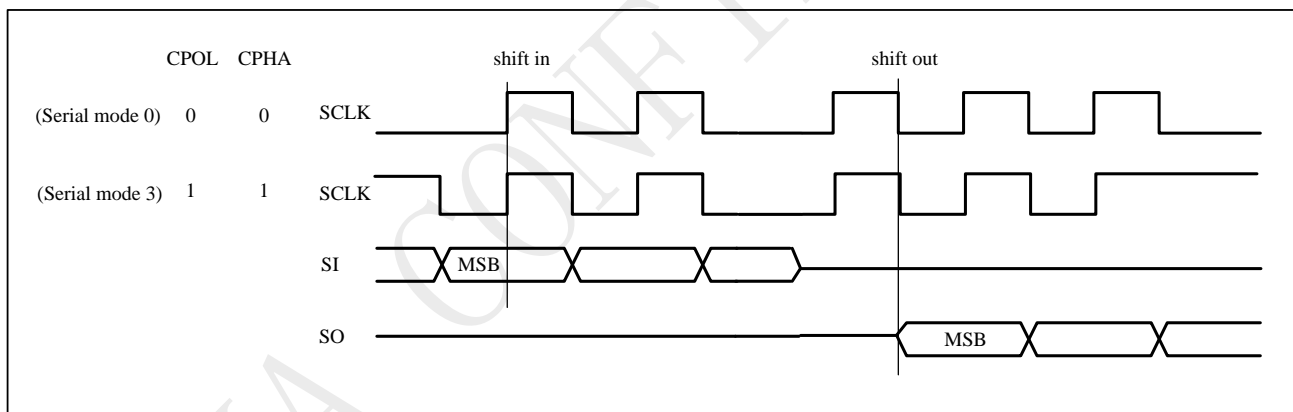 CPOL CPHA shift in shift out
(Serial mode 0) 0 0 SCLK
(Serial mode 3) 1 1 SCLK
SI MSB
SO MSB